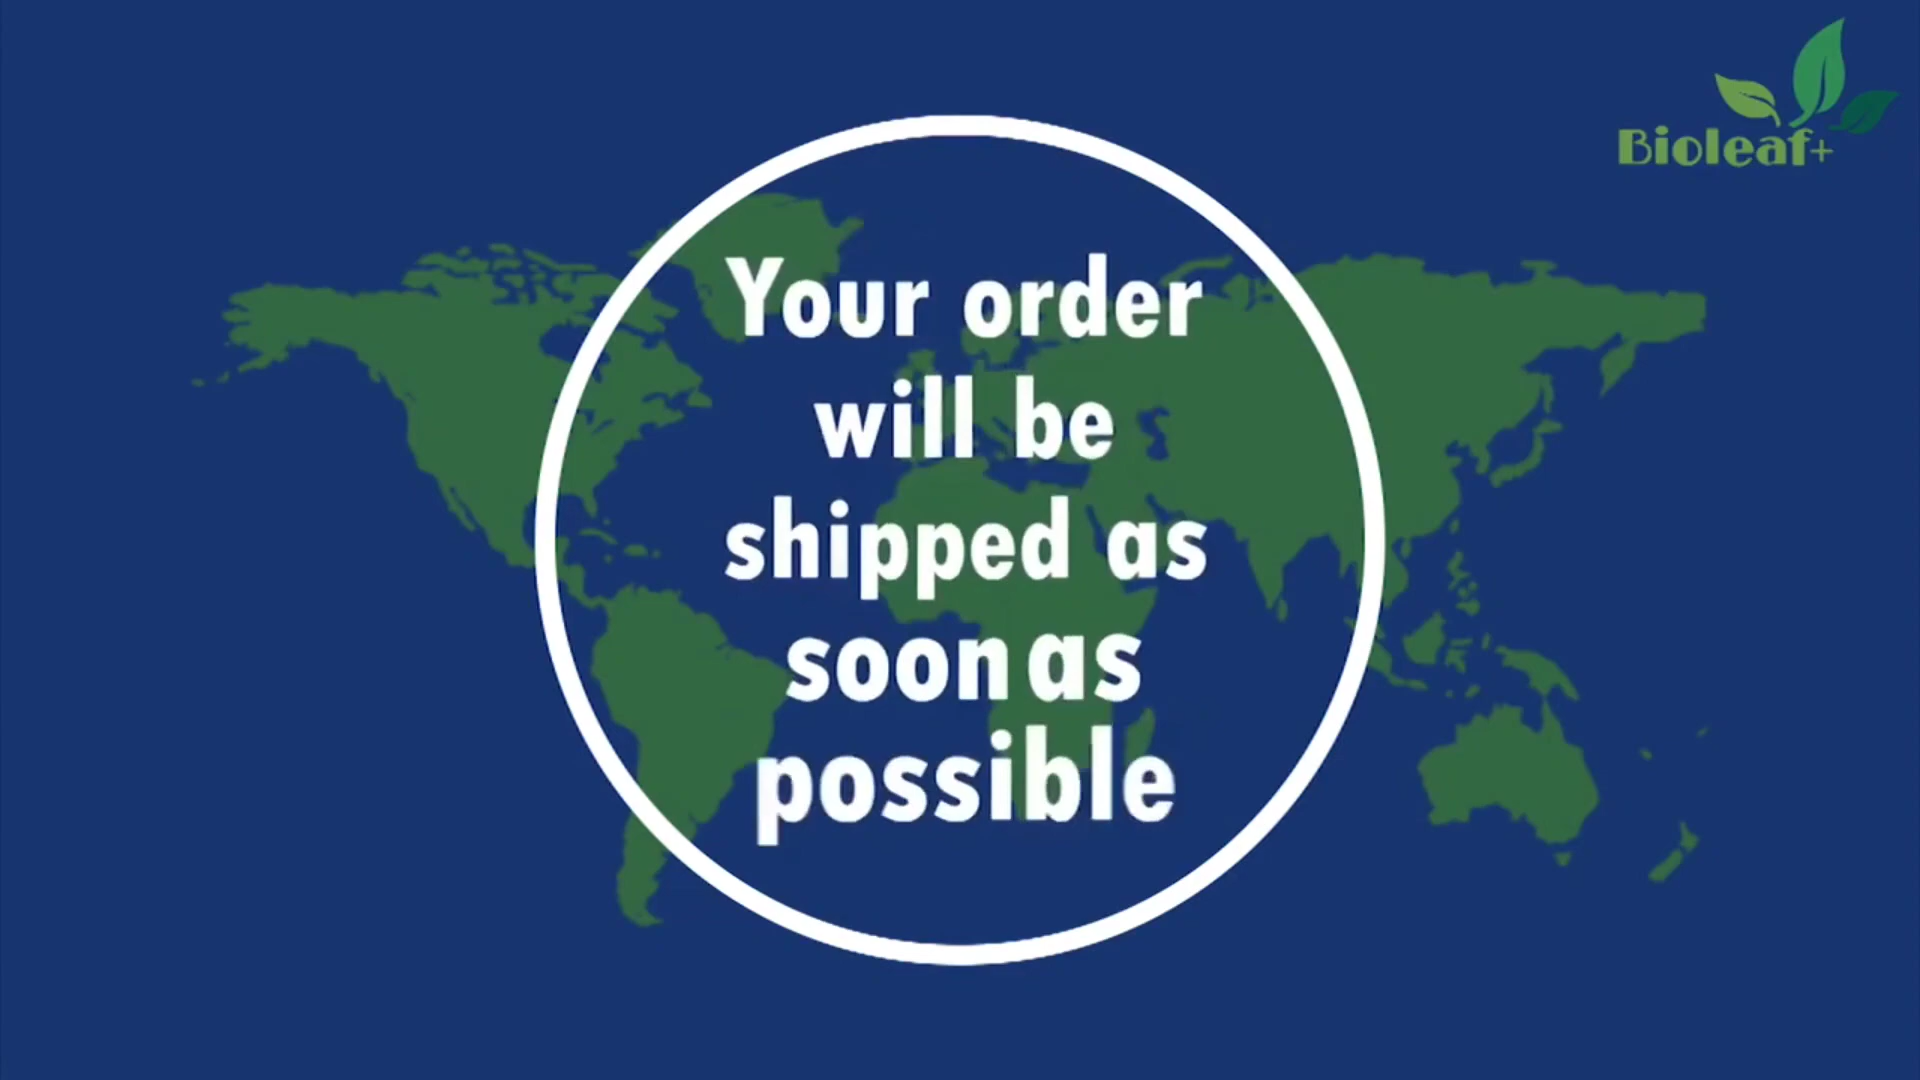 Bioleaf+
Your order
will be
shipped as
soon as
possible